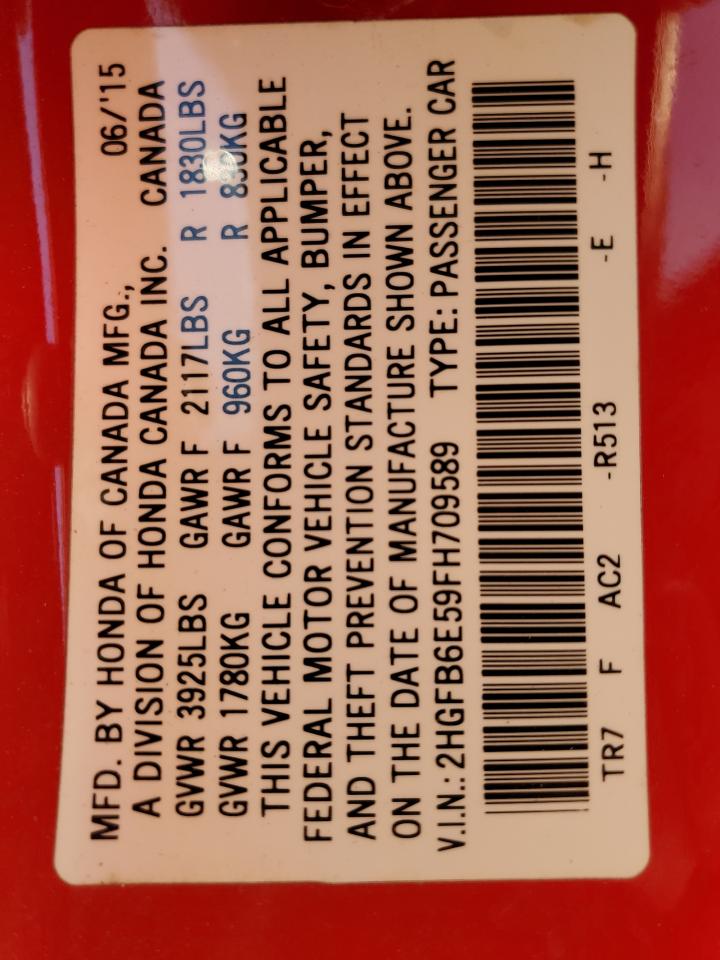 MFD. BY HONDA OF CANADA MFG., 06/'15
A DIVISION OF HONDA CANADA INC. CANADA
GVWR 3925LBS GAWR F 2117LBS R 1830LBS
GVWR 1780KG GAWR F 960KG R 830KG
THIS VEHICLE CONFORMS TO ALL APPLICABLE
FEDERAL MOTOR VEHICLE SAFETY, BUMPER,
AND THEFT PREVENTION STANDARDS IN EFFECT
ON THE DATE OF MANUFACTURE SHOWN ABOVE.
V.I.N.: 2HGFB6E59FH709589 TYPE: PASSENGER CAR
TR7 F AC2 -R513 -E -H